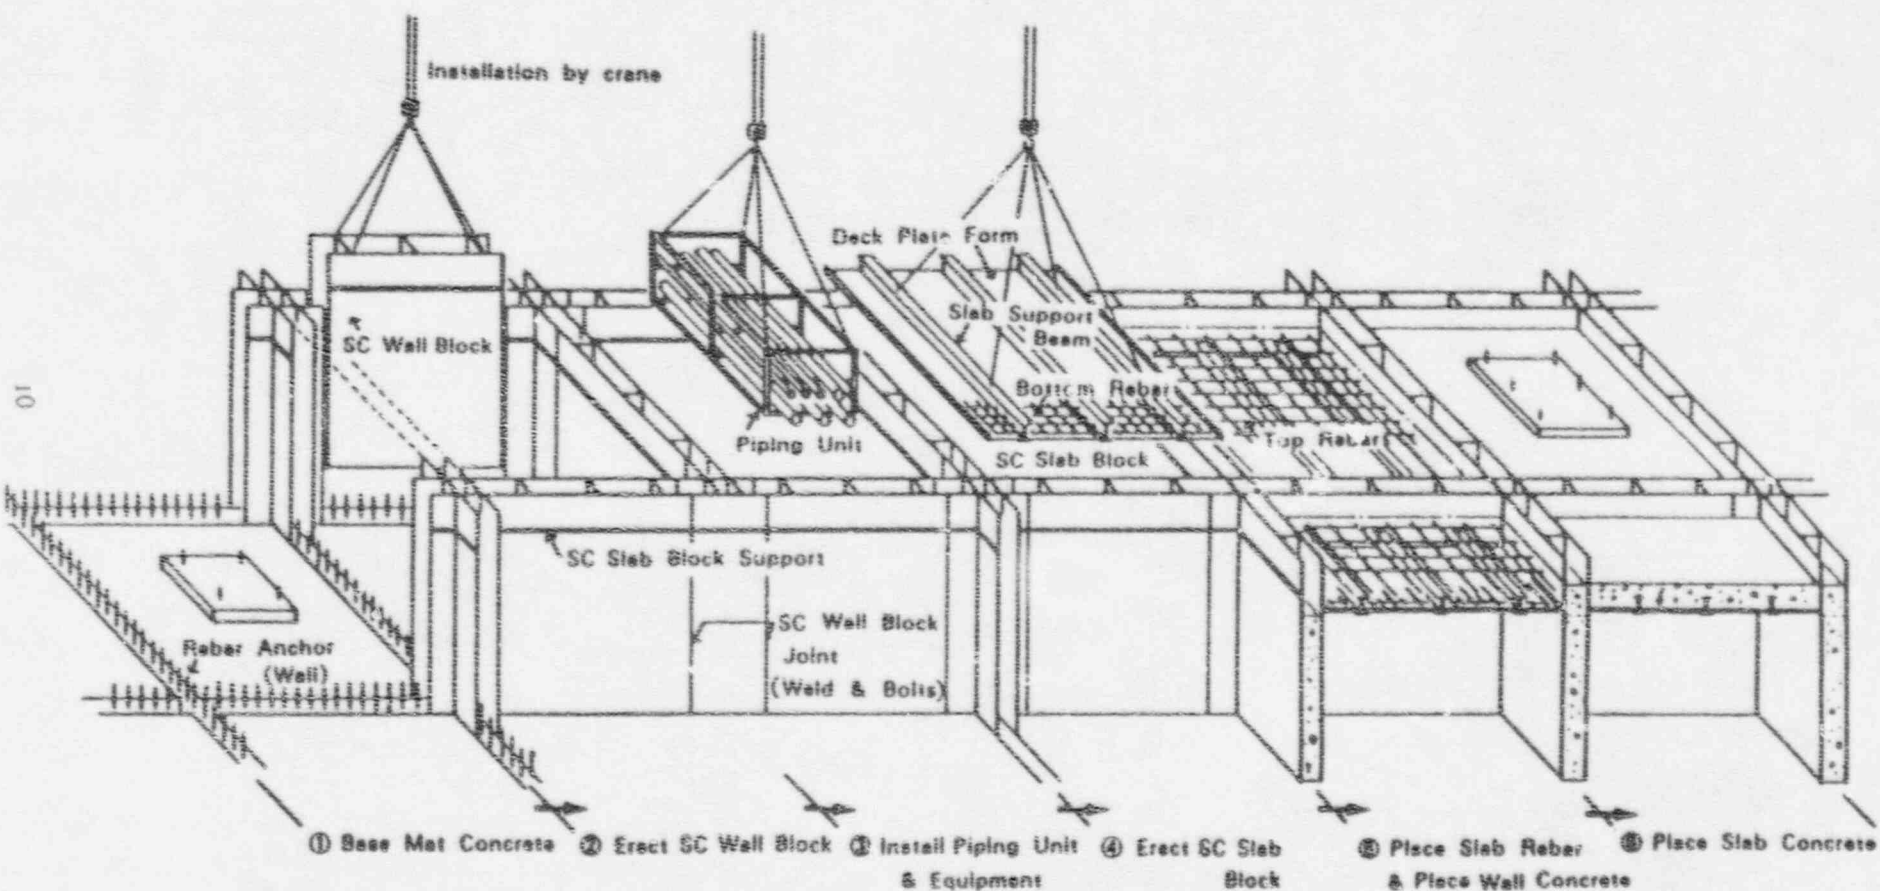 Installation by crane
Deck Plate Form
Slab Support
Beam
SC Wall Block
Bottom Rebar
Top Rebar
Piping Unit
SC Slab Block
10
SC Slab Block Support
SC Wall Block
Joint
(Weld & Bolts)
Rebar Anchor
(Wall)
① Base Mat Concrete
② Erect SC Wall Block
③ Install Piping Unit
& Equipment
④ Erect SC Slab
Block
⑤ Place Slab Rebar
& Place Wall Concrete
⑥ Place Slab Concrete